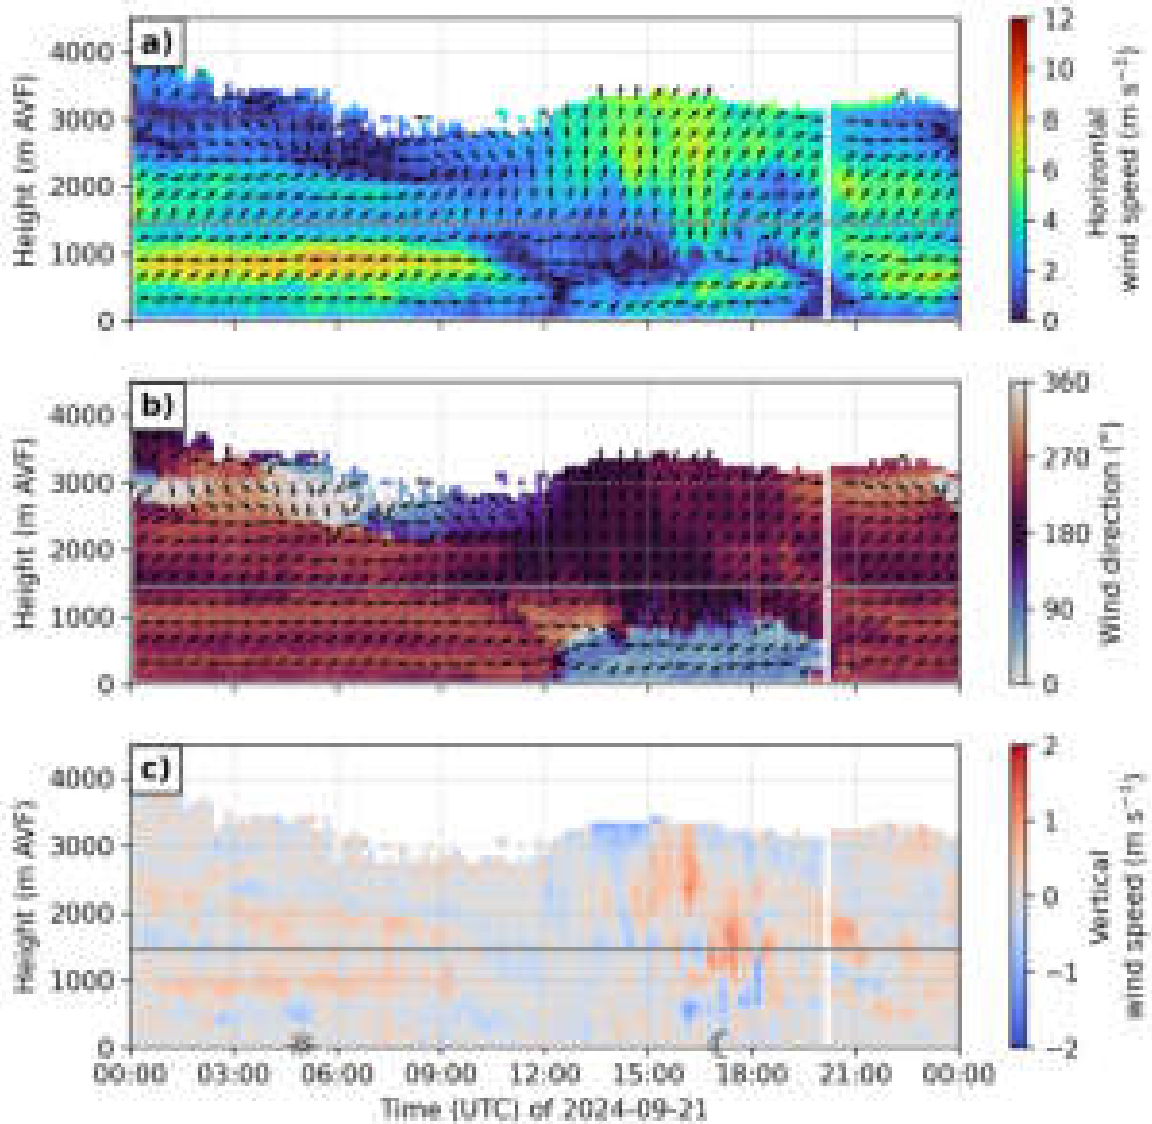 a)
4000
3000
2000
1000
0
Height (m AVF)
12
10
8
6
4
2
0
Horizontal
wind speed (m s⁻¹)
b)
4000
3000
2000
1000
0
Height (m AVF)
360
270
180
90
0
Wind direction (°)
c)
4000
3000
2000
1000
0
Height (m AVF)
2
1
0
−1
−2
Vertical
wind speed (m s⁻¹)
00:00 03:00 06:00 09:00 12:00 15:00 18:00 21:00 00:00
Time (UTC) of 2024-09-21